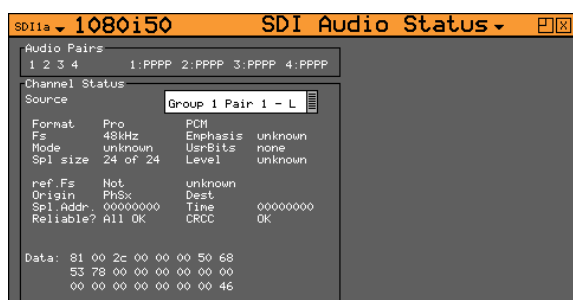 SDI1a 1080i50 SDI Audio Status
Audio Pairs
1 2 3 4 1:PPPP 2:PPPP 3:PPPP 4:PPPP
Channel Status
Source Group 1 Pair 1 - L
Format Pro PCM
Fs 48kHz Emphasis unknown
Mode unknown UsrBits none
Spl size 24 of 24 Level unknown
ref.Fs Not unknown
Origin PhSx Dest
Spl.Addr. 00000000 Time 00000000
Reliable? All OK CRCC OK
Data: 81 00 2c 00 00 00 50 68
53 78 00 00 00 00 00 00
00 00 00 00 00 00 00 46